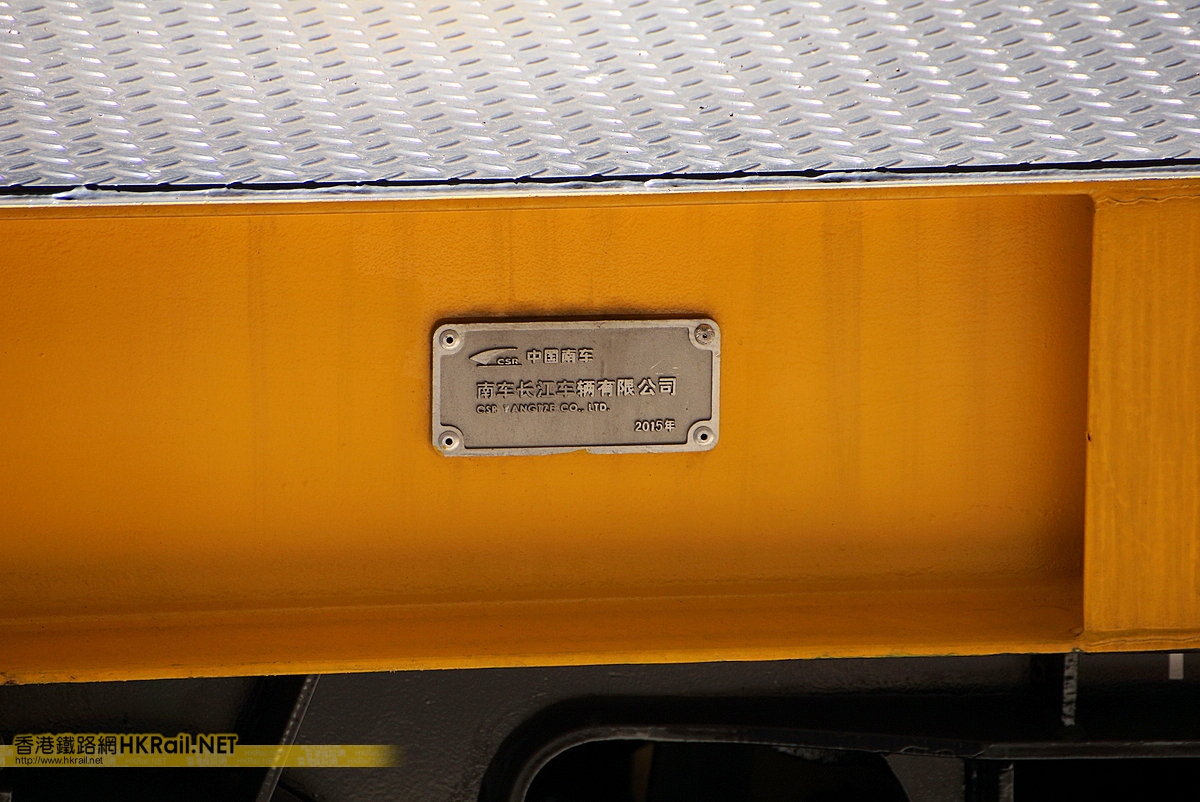 CSR 中国南车
南车长江车辆有限公司
CSR YANGTZE CO., LTD.
2015年
香港鐵路網HKRail.NET
http://www.hkrail.net